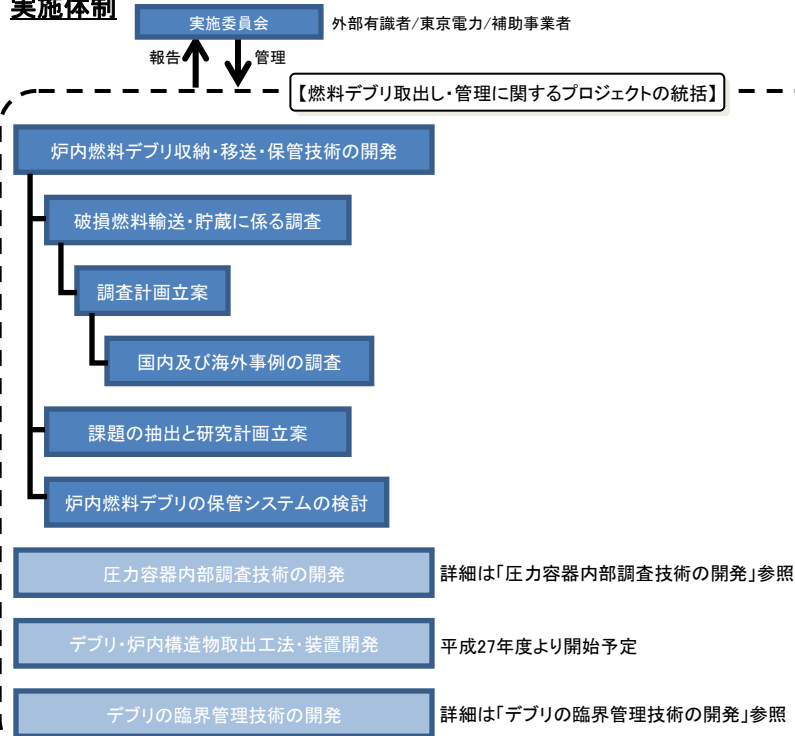 実施体制
実施委員会
外部有識者/東京電力/補助事業者
報告
管理
【燃料デブリ取出し・管理に関するプロジェクトの統括】
炉内燃料デブリ収納・移送・保管技術の開発
破損燃料輸送・貯蔵に係る調査
調査計画立案
国内及び海外事例の調査
課題の抽出と研究計画立案
炉内燃料デブリの保管システムの検討
圧力容器内部調査技術の開発
詳細は「圧力容器内部調査技術の開発」参照
デブリ・炉内構造物取出工法・装置開発
平成27年度より開始予定
デブリの臨界管理技術の開発
詳細は「デブリの臨界管理技術の開発」参照